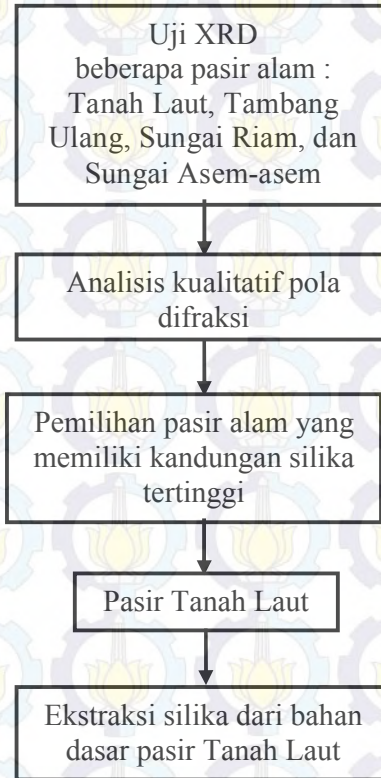 Uji XRD
beberapa pasir alam :
Tanah Laut, Tambang
Ulang, Sungai Riam, dan
Sungai Asem-asem
Analisis kualitatif pola
difraksi
Pemilihan pasir alam yang
memiliki kandungan silika
tertinggi
Pasir Tanah Laut
Ekstraksi silika dari bahan
dasar pasir Tanah Laut